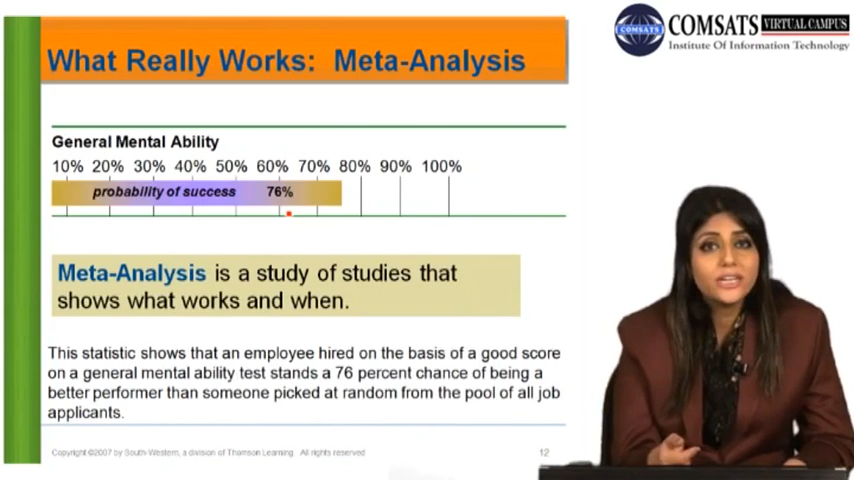 COMSATS VIRTUAL CAMPUS
Institute Of Information Technology
COMSATS
What Really Works: Meta-Analysis
General Mental Ability
10% 20% 30% 40% 50% 60% 70% 80% 90% 100%
probability of success 76%
Meta-Analysis is a study of studies that
shows what works and when.
This statistic shows that an employee hired on the basis of a good score
on a general mental ability test stands a 76 percent chance of being a
better performer than someone picked at random from the pool of all job
applicants.
Copyright ©2007 by South-Western, a division of Thomson Learning. All rights reserved
12